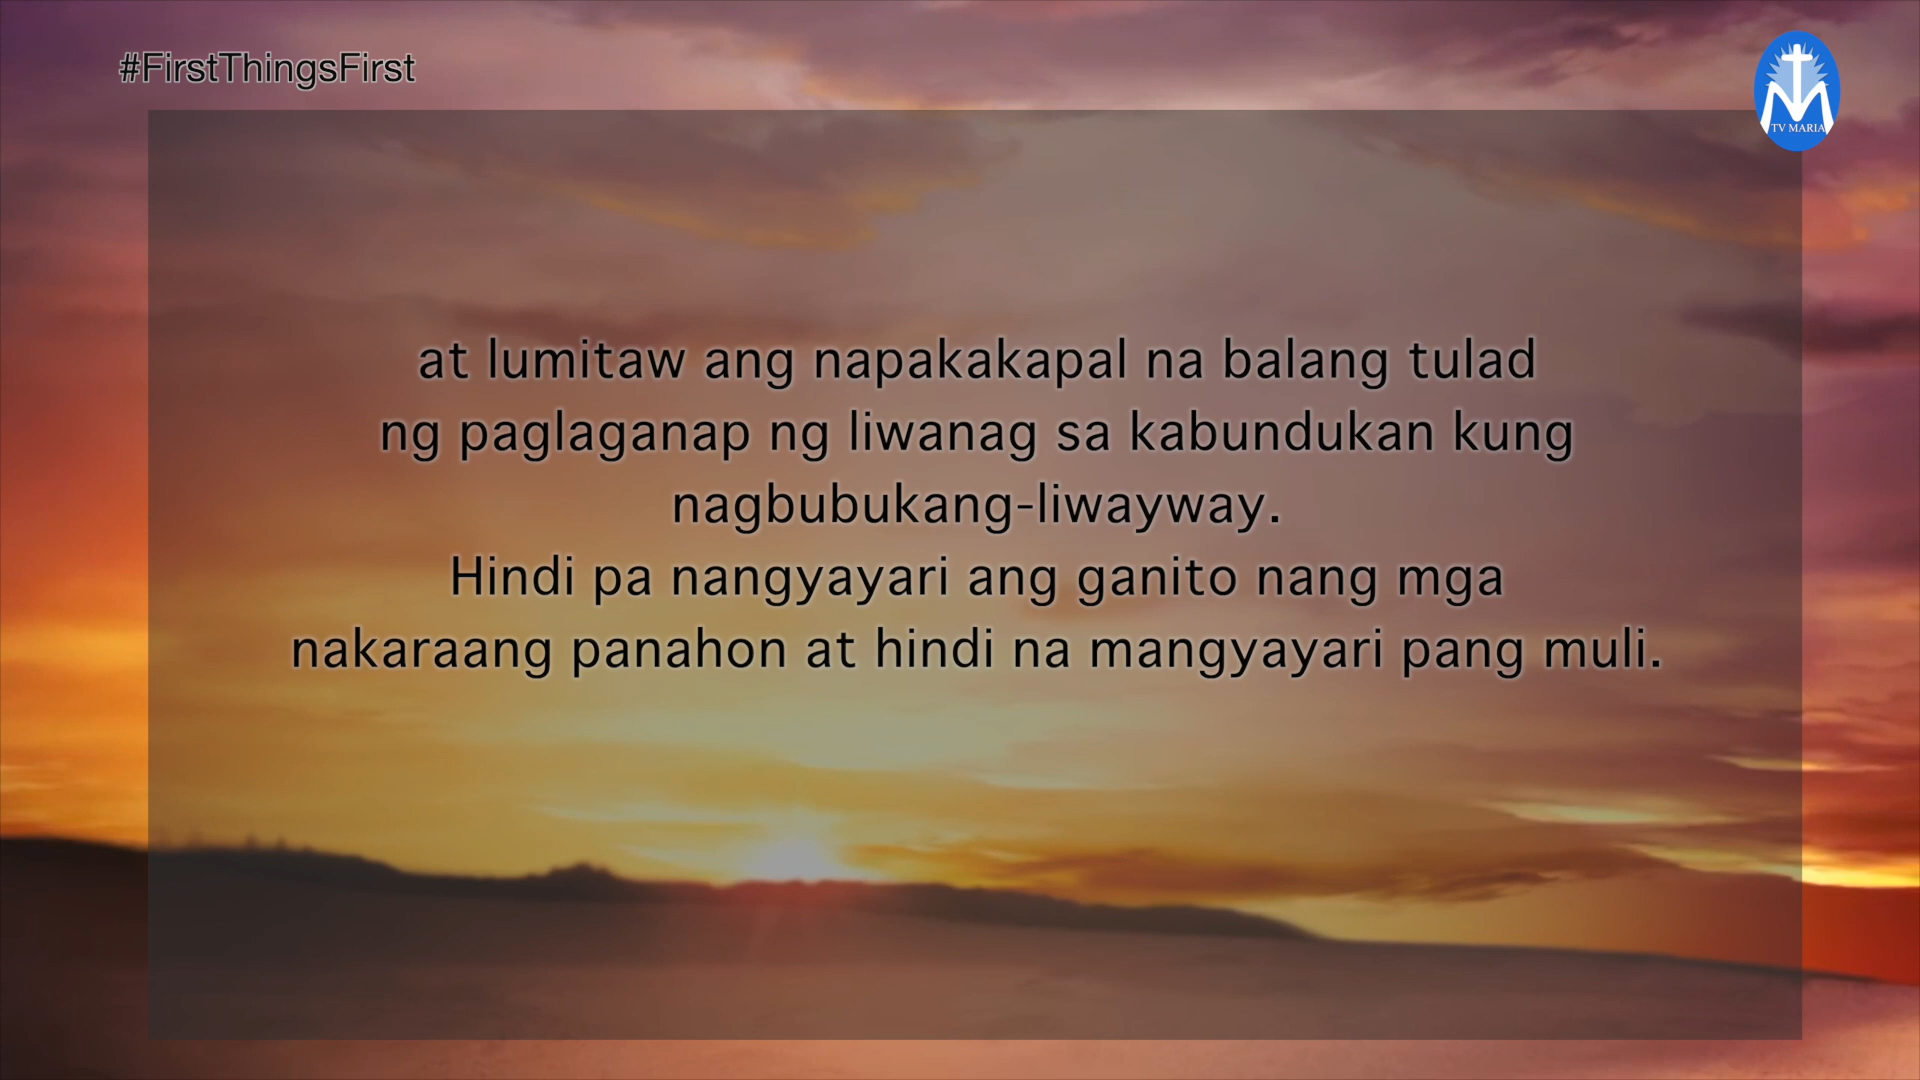 #FirstThingsFirst
TV MARIA
at lumitaw ang napakakapal na balang tulad
ng paglaganap ng liwanag sa kabundukan kung
nagbubukang-liwayway.
Hindi pa nangyayari ang ganito nang mga
nakaraang panahon at hindi na mangyayari pang muli.